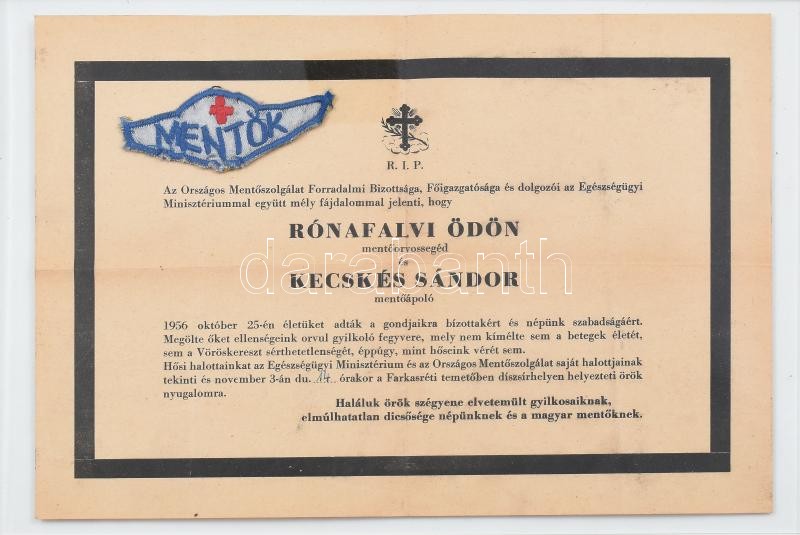 MENTŐK
R. I. P.
Az Országos Mentőszolgálat Forradalmi Bizottsága, Főigazgatósága és dolgozói az Egészségügyi
Minisztériummal együtt mély fájdalommal jelenti, hogy
RÓNAFALVI ÖDÖN
mentőorvossegéd
és
KECSKÉS SÁNDOR
mentőápoló
darabanth
1956 október 25-én életüket adták a gondjaikra bízottakért és népünk szabadságáért.
Megölte őket ellenségeink orvul gyilkoló fegyvere, mely nem kímélte sem a betegek életét,
sem a Vöröskereszt sérthetetlenségét, éppúgy, mint hőseink vérét sem.
Hősi halottainkat az Egészségügyi Minisztérium és az Országos Mentőszolgálat saját halottjainak
tekinti és november 3-án du. 14 órakor a Farkasréti temetőben díszsírhelyen helyezteti örök
nyugalomra.
Haláluk örök szégyene elvetemült gyilkosaiknak,
elmúlhatatlan dicsősége népünknek és a magyar mentőknek.